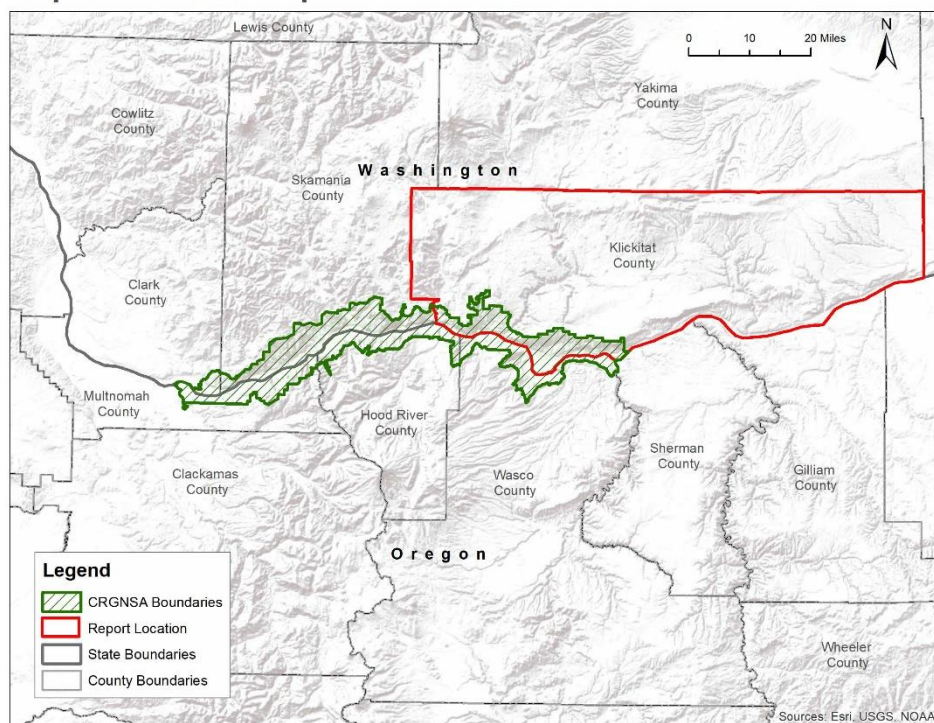 Lewis County
0 10 20 Miles
N
Yakima
County
Cowlitz
County
Washington
Skamania
County
Klickitat
County
Clark
County
Multnomah
County
Hood River
County
Clackamas
County
Wasco
County
Sherman
County
Gilliam
County
Oregon
Legend
CRGNSA Boundaries
Report Location
State Boundaries
County Boundaries
Wheeler
County
Sources: Esri, USGS, NOAA